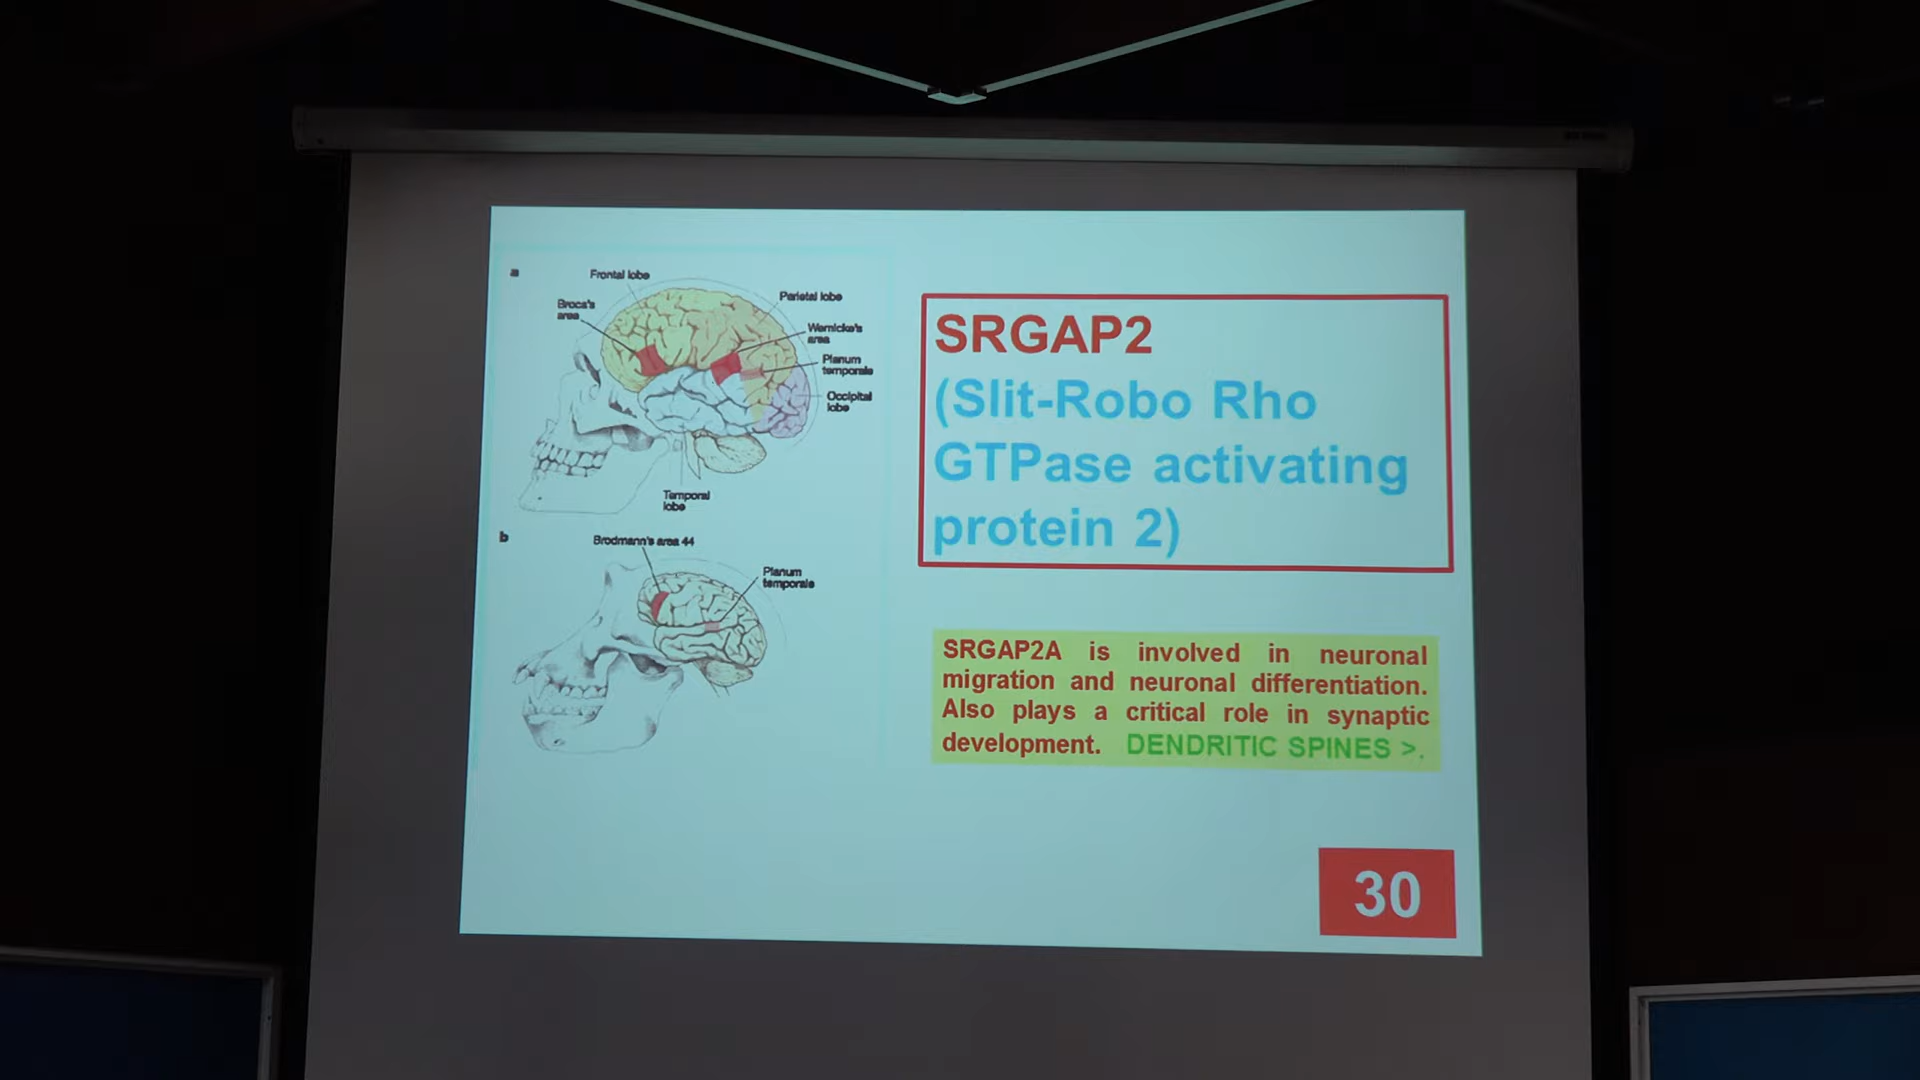 a
Frontal lobe
Broca's
area
Parietal lobe
Wernicke's
area
Planum
temporale
Occipital
lobe
Temporal
lobe
b
Brodmann's area 44
Planum
temporale
SRGAP2
(Slit-Robo Rho
GTPase activating
protein 2)
SRGAP2A is involved in neuronal
migration and neuronal differentiation.
Also plays a critical role in synaptic
development. DENDRITIC SPINES >.
30